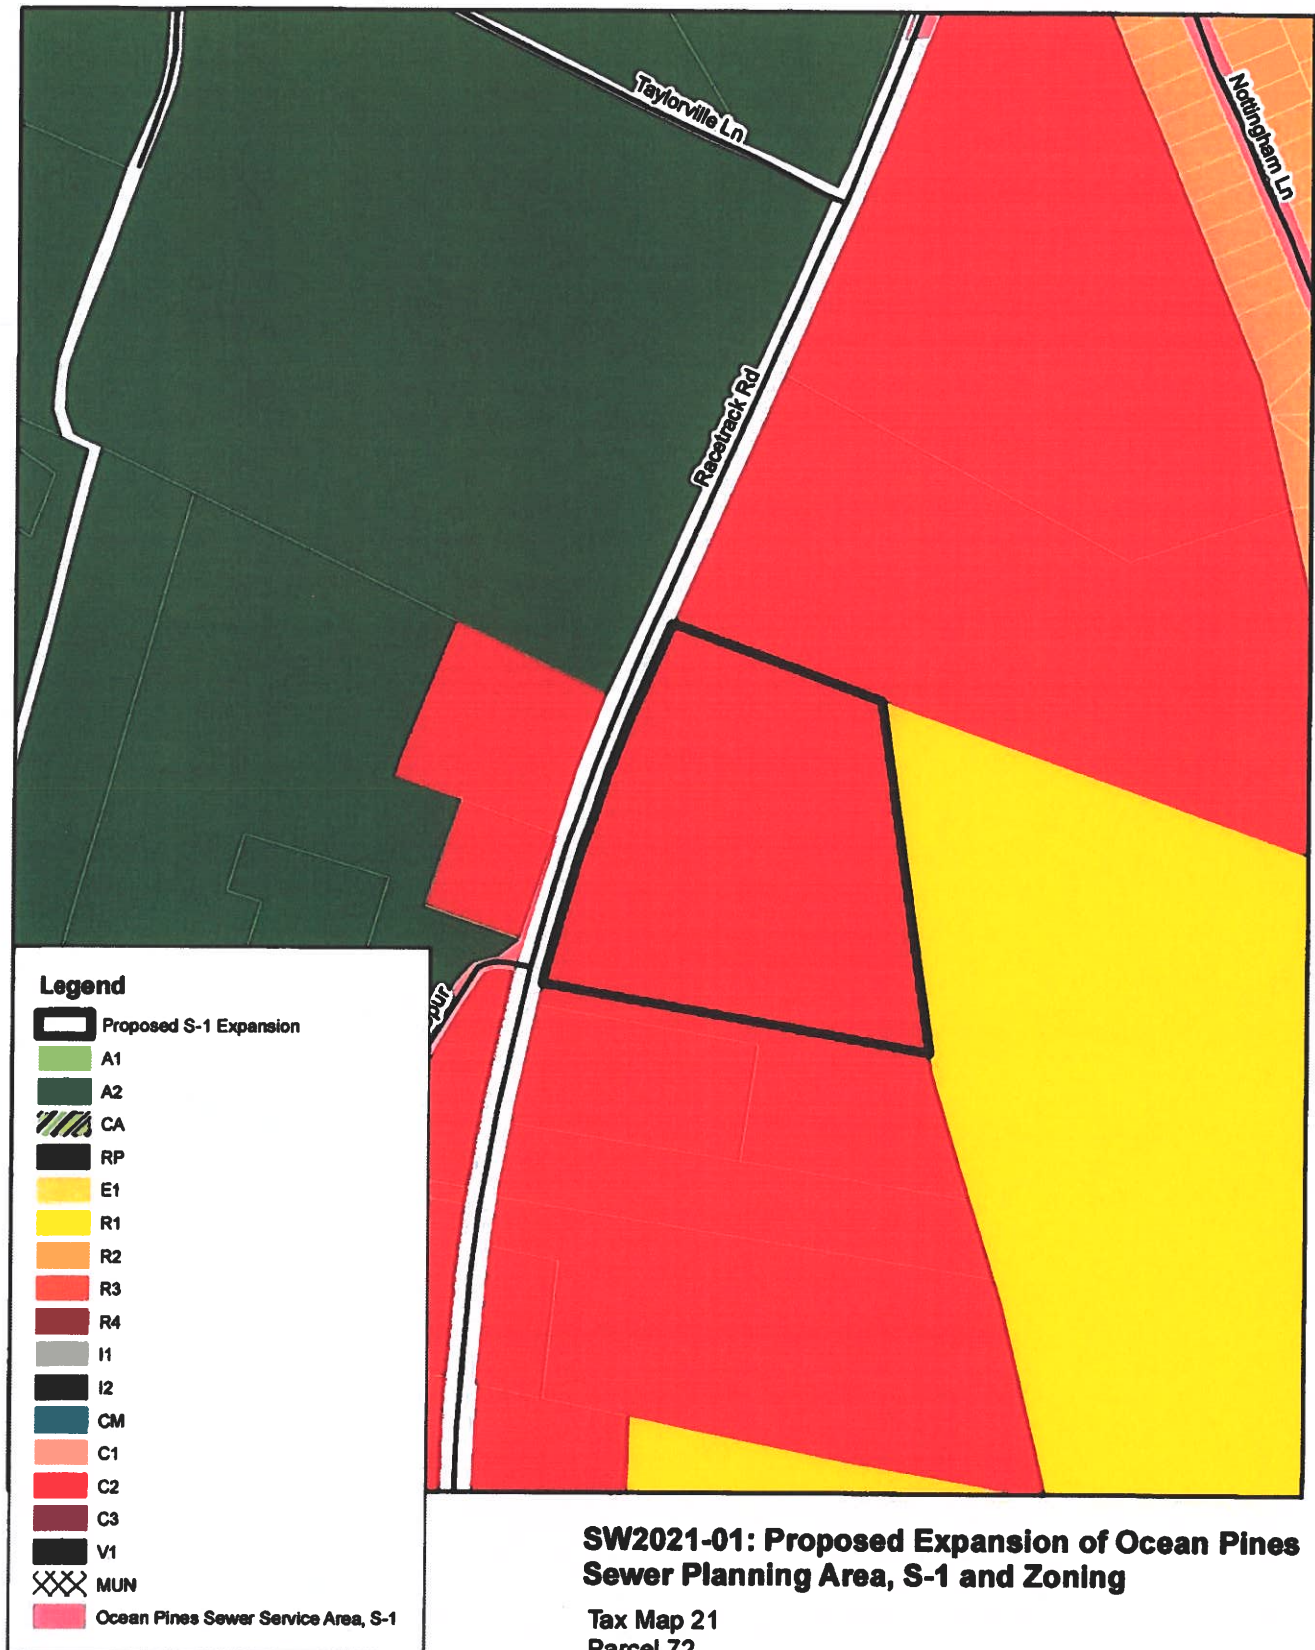 Taylorville Ln
Nottingham Ln
Racetrack Rd
Legend
Proposed S-1 Expansion
A1
A2
CA
RP
E1
R1
R2
R3
R4
I1
I2
CM
C1
C2
C3
V1
MUN
Ocean Pines Sewer Service Area, S-1
SW2021-01: Proposed Expansion of Ocean Pines
Sewer Planning Area, S-1 and Zoning
Tax Map 21
Parcel 72